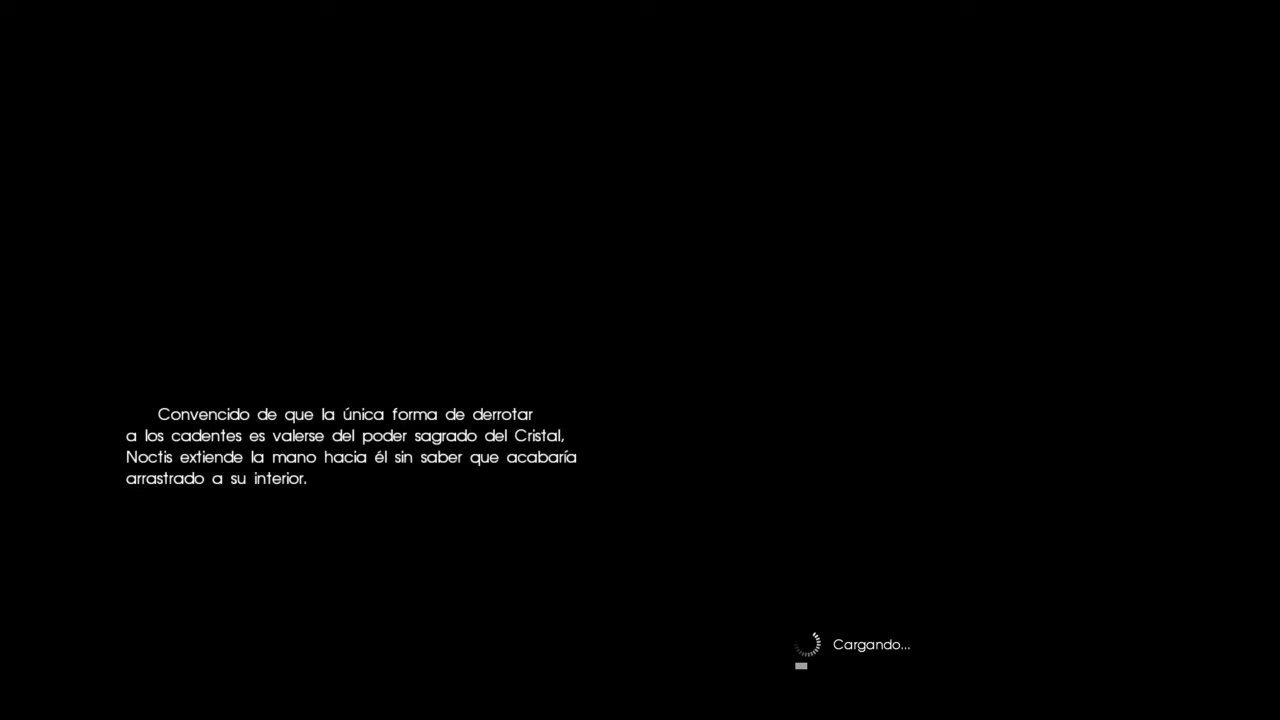 Convencido de que la única forma de derrotar
a los cadentes es valerse del poder sagrado del Cristal,
Noctis extiende la mano hacia él sin saber que acabaría
arrastrado a su interior.
Cargando...